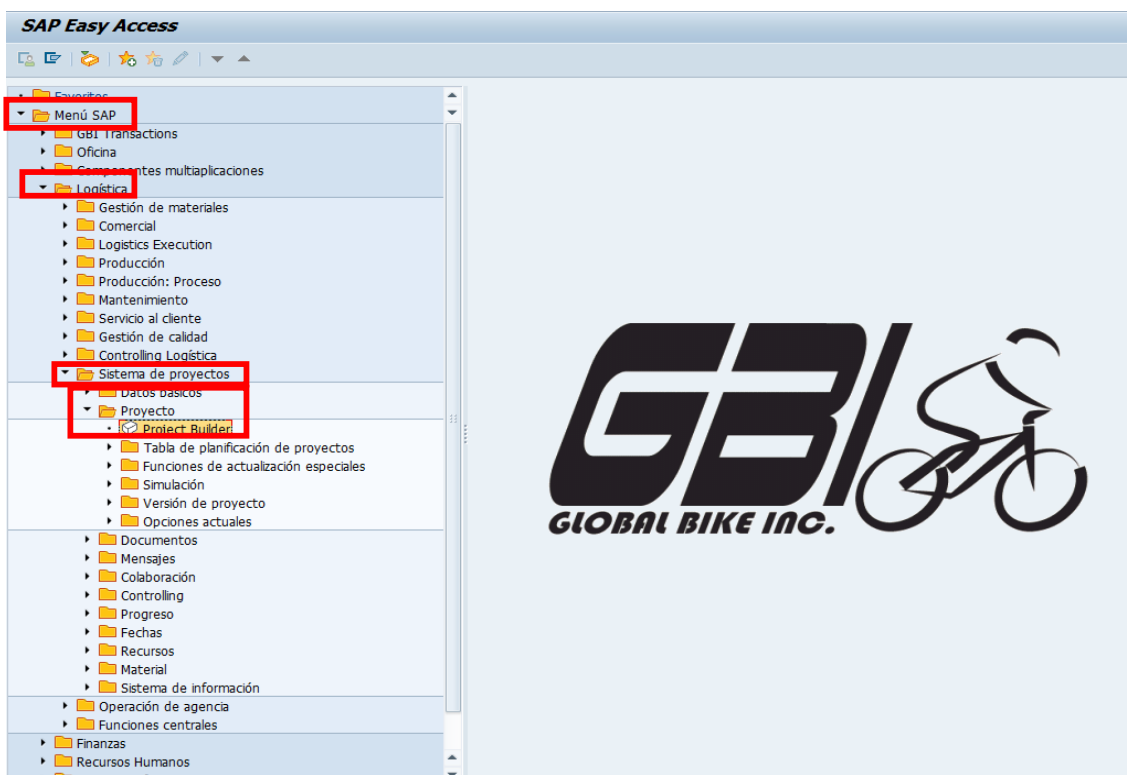 SAP Easy Access
Favoritos
Menú SAP
GBI Transactions
Oficina
Componentes multiaplicaciones
Logística
Gestión de materiales
Comercial
Logistics Execution
Producción
Producción: Proceso
Mantenimiento
Servicio al cliente
Gestión de calidad
Controlling Logística
Sistema de proyectos
Datos básicos
Proyecto
Project Builder
Tabla de planificación de proyectos
Funciones de actualización especiales
Simulación
Versión de proyecto
Opciones actuales
Documentos
Mensajes
Colaboración
Controlling
Progreso
Fechas
Recursos
Material
Sistema de información
Operación de agencia
Funciones centrales
Finanzas
Recursos Humanos
GBI
GLOBAL BIKE INC.